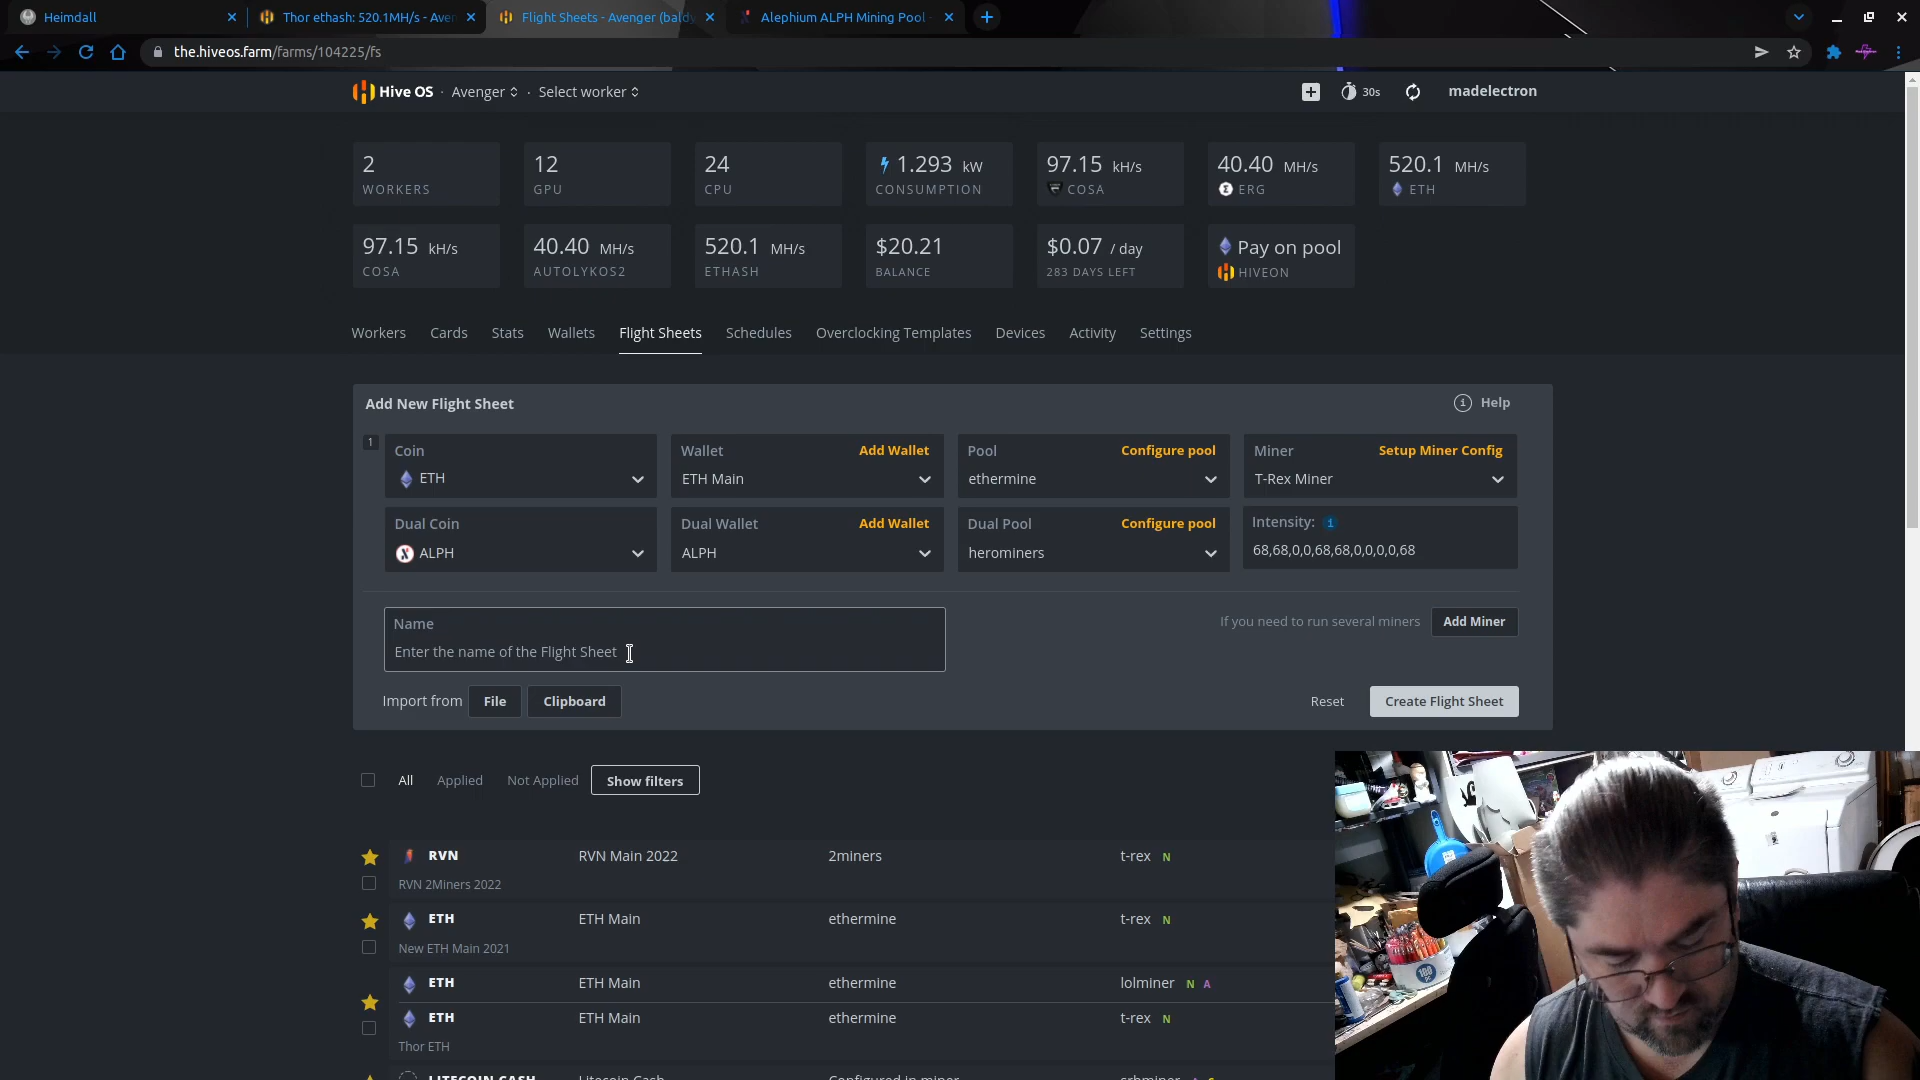 Heimdall
Thor ethash: 520.1MH/s - Aven
Flight Sheets - Avenger (bald
Alephium ALPH Mining Pool -
the.hiveos.farm/farms/104225/fs
Hive OS · Avenger · Select worker
30s
madelectron
2
WORKERS
12
GPU
24
CPU
1.293 kW
CONSUMPTION
97.15 kH/s
COSA
40.40 MH/s
ERG
520.1 MH/s
ETH
97.15 kH/s
COSA
40.40 MH/s
AUTOLYKOS2
520.1 MH/s
ETHASH
$20.21
BALANCE
$0.07 / day
283 DAYS LEFT
Pay on pool
HIVEON
Workers Cards Stats Wallets Flight Sheets Schedules Overclocking Templates Devices Activity Settings
Add New Flight Sheet
Help
1
Coin
ETH
Wallet Add Wallet
ETH Main
Pool Configure pool
ethermine
Miner Setup Miner Config
T-Rex Miner
Dual Coin
ALPH
Dual Wallet Add Wallet
ALPH
Dual Pool Configure pool
herominers
Intensity: i
68,68,0,0,68,68,0,0,0,0,68
Name
Enter the name of the Flight Sheet
If you need to run several miners Add Miner
Import from File Clipboard
Reset Create Flight Sheet
All Applied Not Applied Show filters
RVN RVN Main 2022 2miners t-rex N
RVN 2Miners 2022
ETH ETH Main ethermine t-rex N
New ETH Main 2021
ETH ETH Main ethermine lolminer N A
ETH ETH Main ethermine t-rex N
Thor ETH
LITECOIN CASH Litecoin Cash Configured in miner srbminer
100